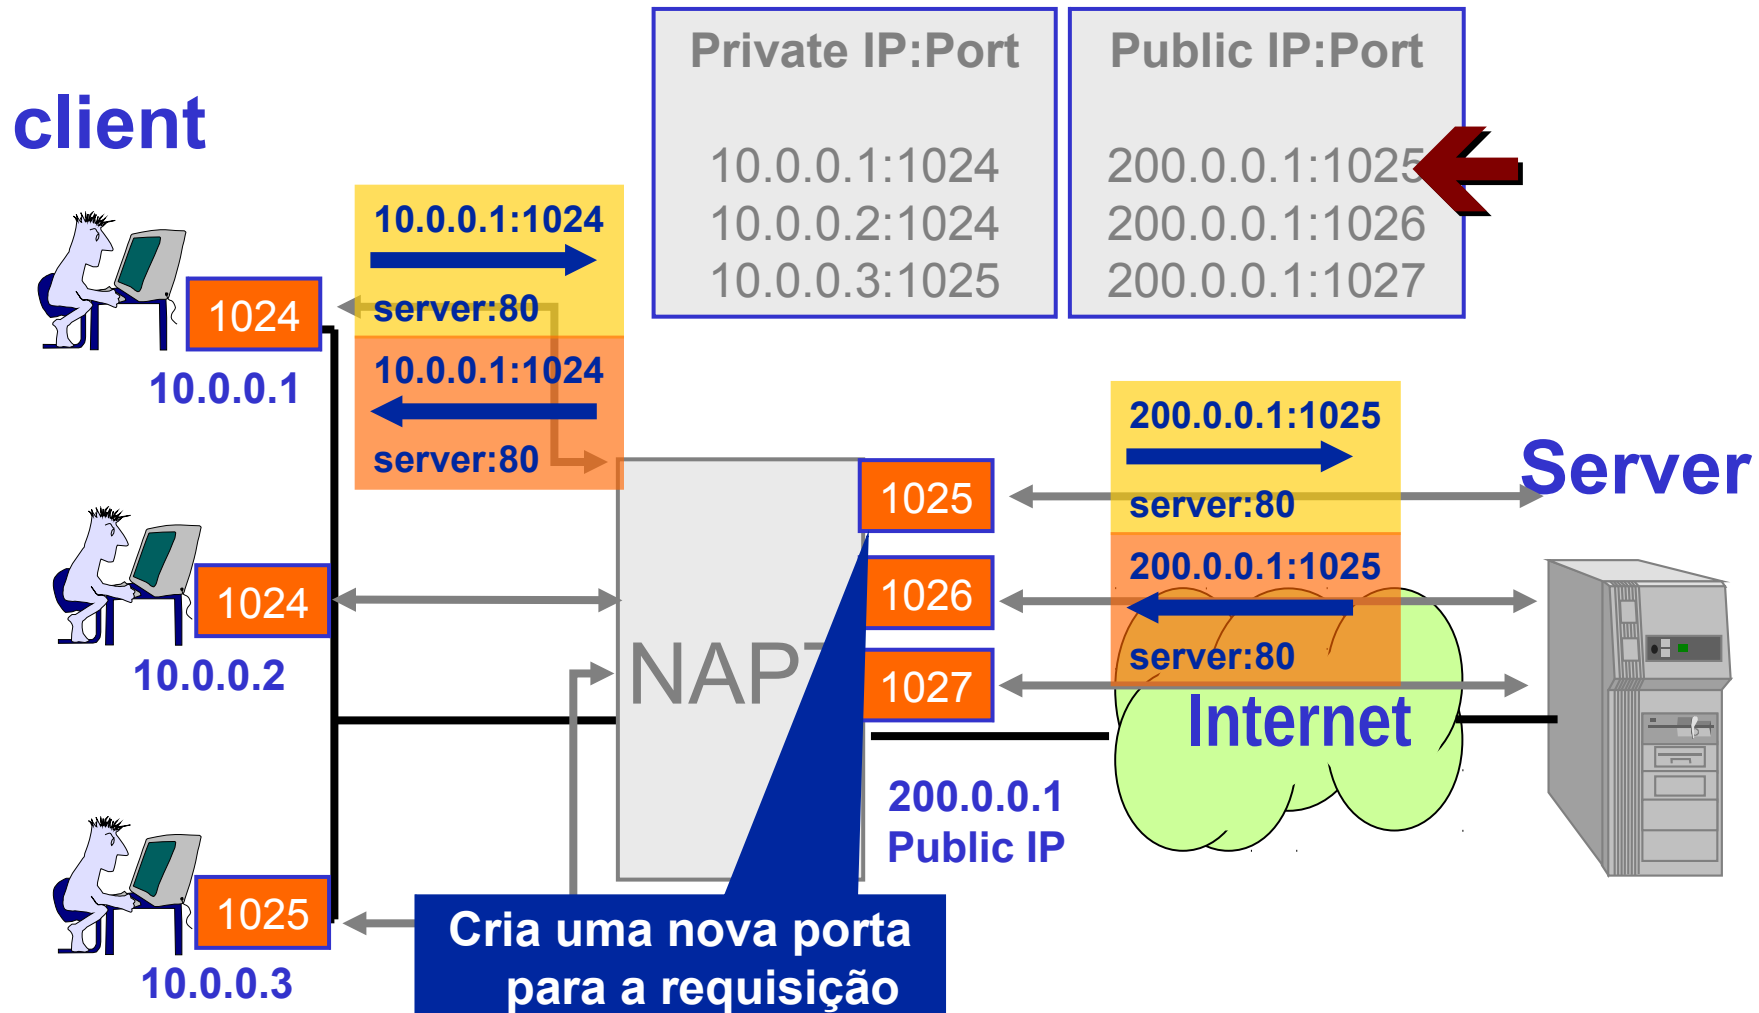 Private IP:Port
10.0.0.1:1024
10.0.0.2:1024
10.0.0.3:1025
Public IP:Port
200.0.0.1:1025
200.0.0.1:1026
200.0.0.1:1027
client
10.0.0.1:1024
server:80
10.0.0.1:1024
server:80
1024
10.0.0.1
1024
10.0.0.2
1025
10.0.0.3
NAPT
1025
1026
1027
200.0.0.1
Public IP
200.0.0.1:1025
server:80
200.0.0.1:1025
server:80
Internet
Server
Cria uma nova porta
para a requisição